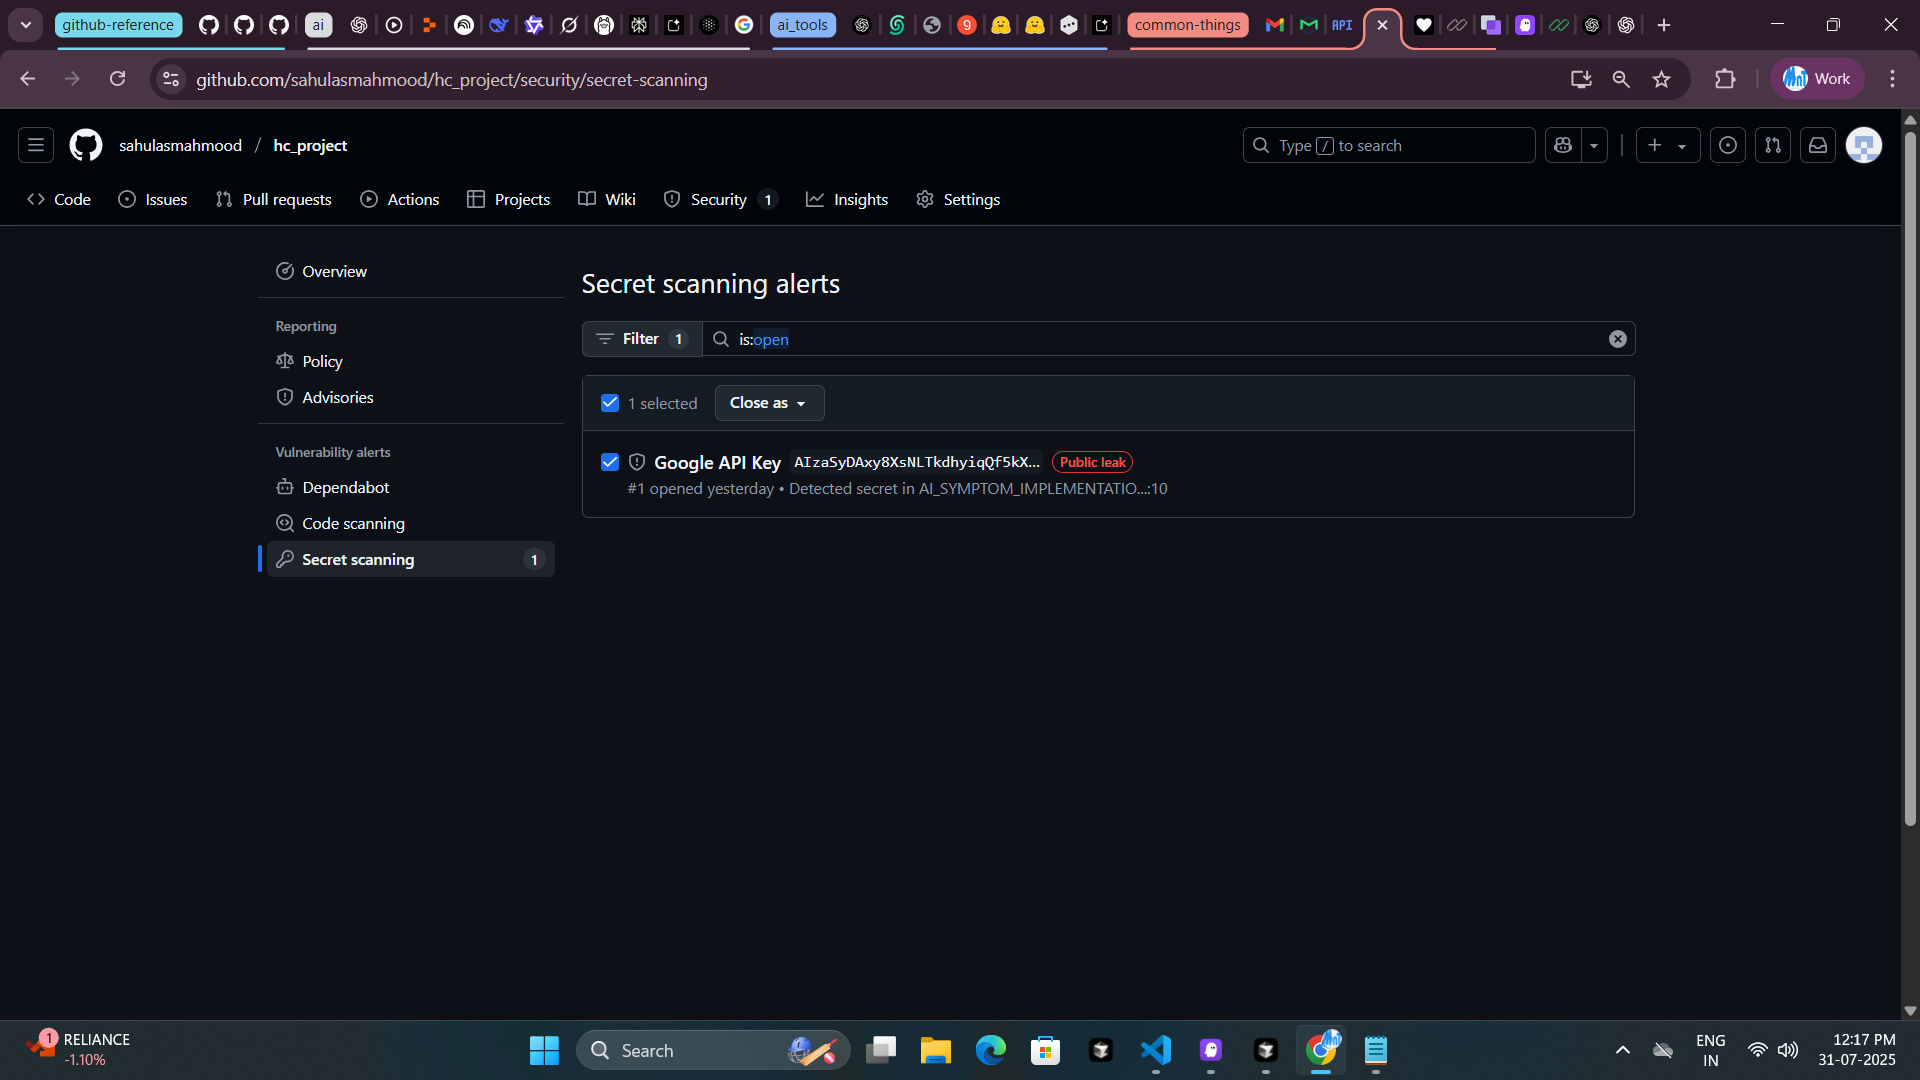 github-reference
ai
9
ai_tools
common-things
API
github.com/sahulasmahmood/hc_project/security/secret-scanning
Work
sahulasmahmood / hc_project
Type / to search
Code
Issues
Pull requests
Actions
Projects
Wiki
Security 1
Insights
Settings
Overview
Reporting
Policy
Advisories
Vulnerability alerts
Dependabot
Code scanning
Secret scanning 1
Secret scanning alerts
Filter 1
is:open
1 selected
Close as
Google API Key AIzaSyDAxy8XsNLTkdhyiqQf5kX... Public leak
#1 opened yesterday • Detected secret in AI_SYMPTOM_IMPLEMENTATIO...:10
1
RELIANCE
-1.10%
Search
ENG
IN
12:17 PM
31-07-2025